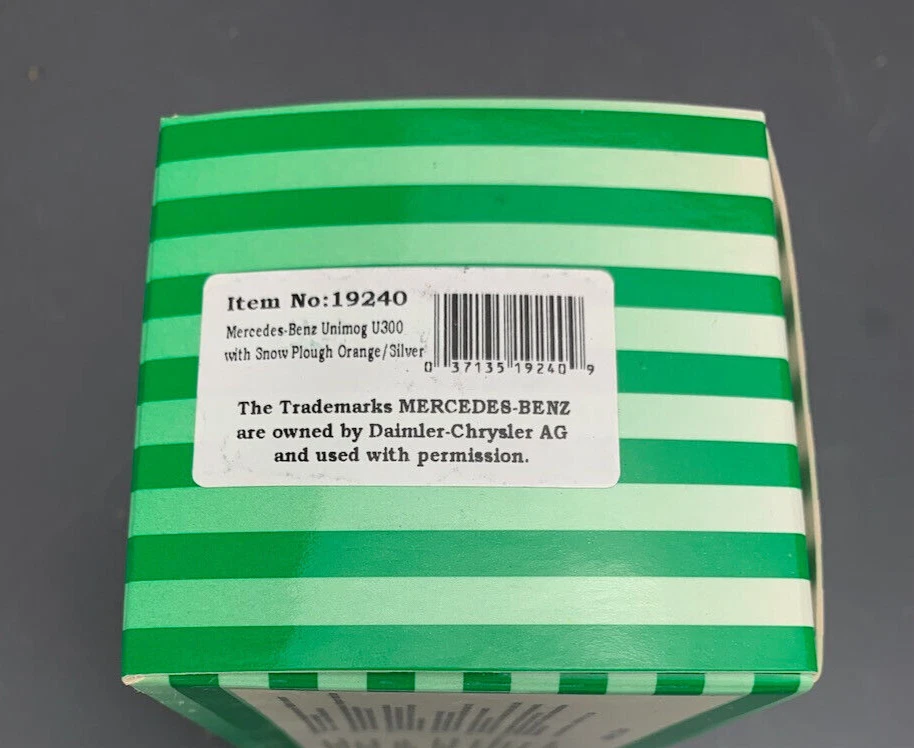 Item No:19240
Mercedes-Benz Unimog U300
with Snow Plough Orange/Silver
0 37135 19240 9
The Trademarks MERCEDES-BENZ
are owned by Daimler-Chrysler AG
and used with permission.